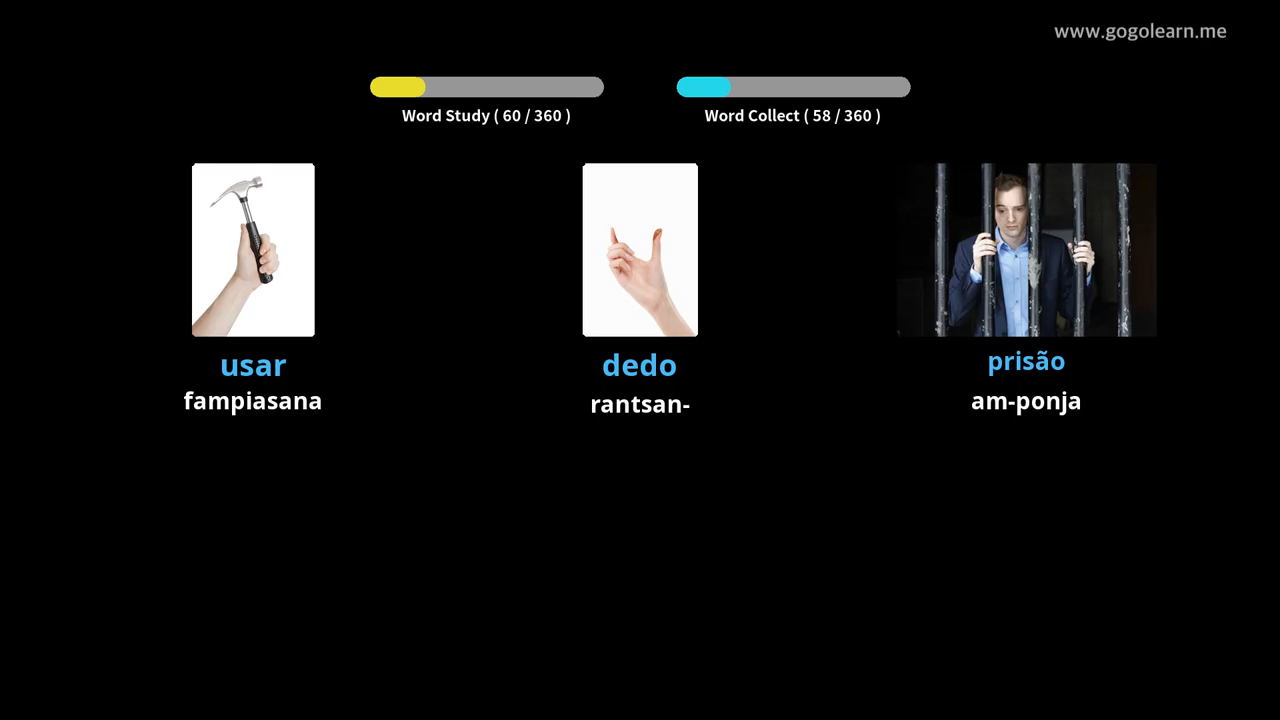 www.gogolearn.me
Word Study ( 60 / 360 )
Word Collect ( 58 / 360 )
usar
fampiasana
dedo
rantsan-
prisão
am-ponja